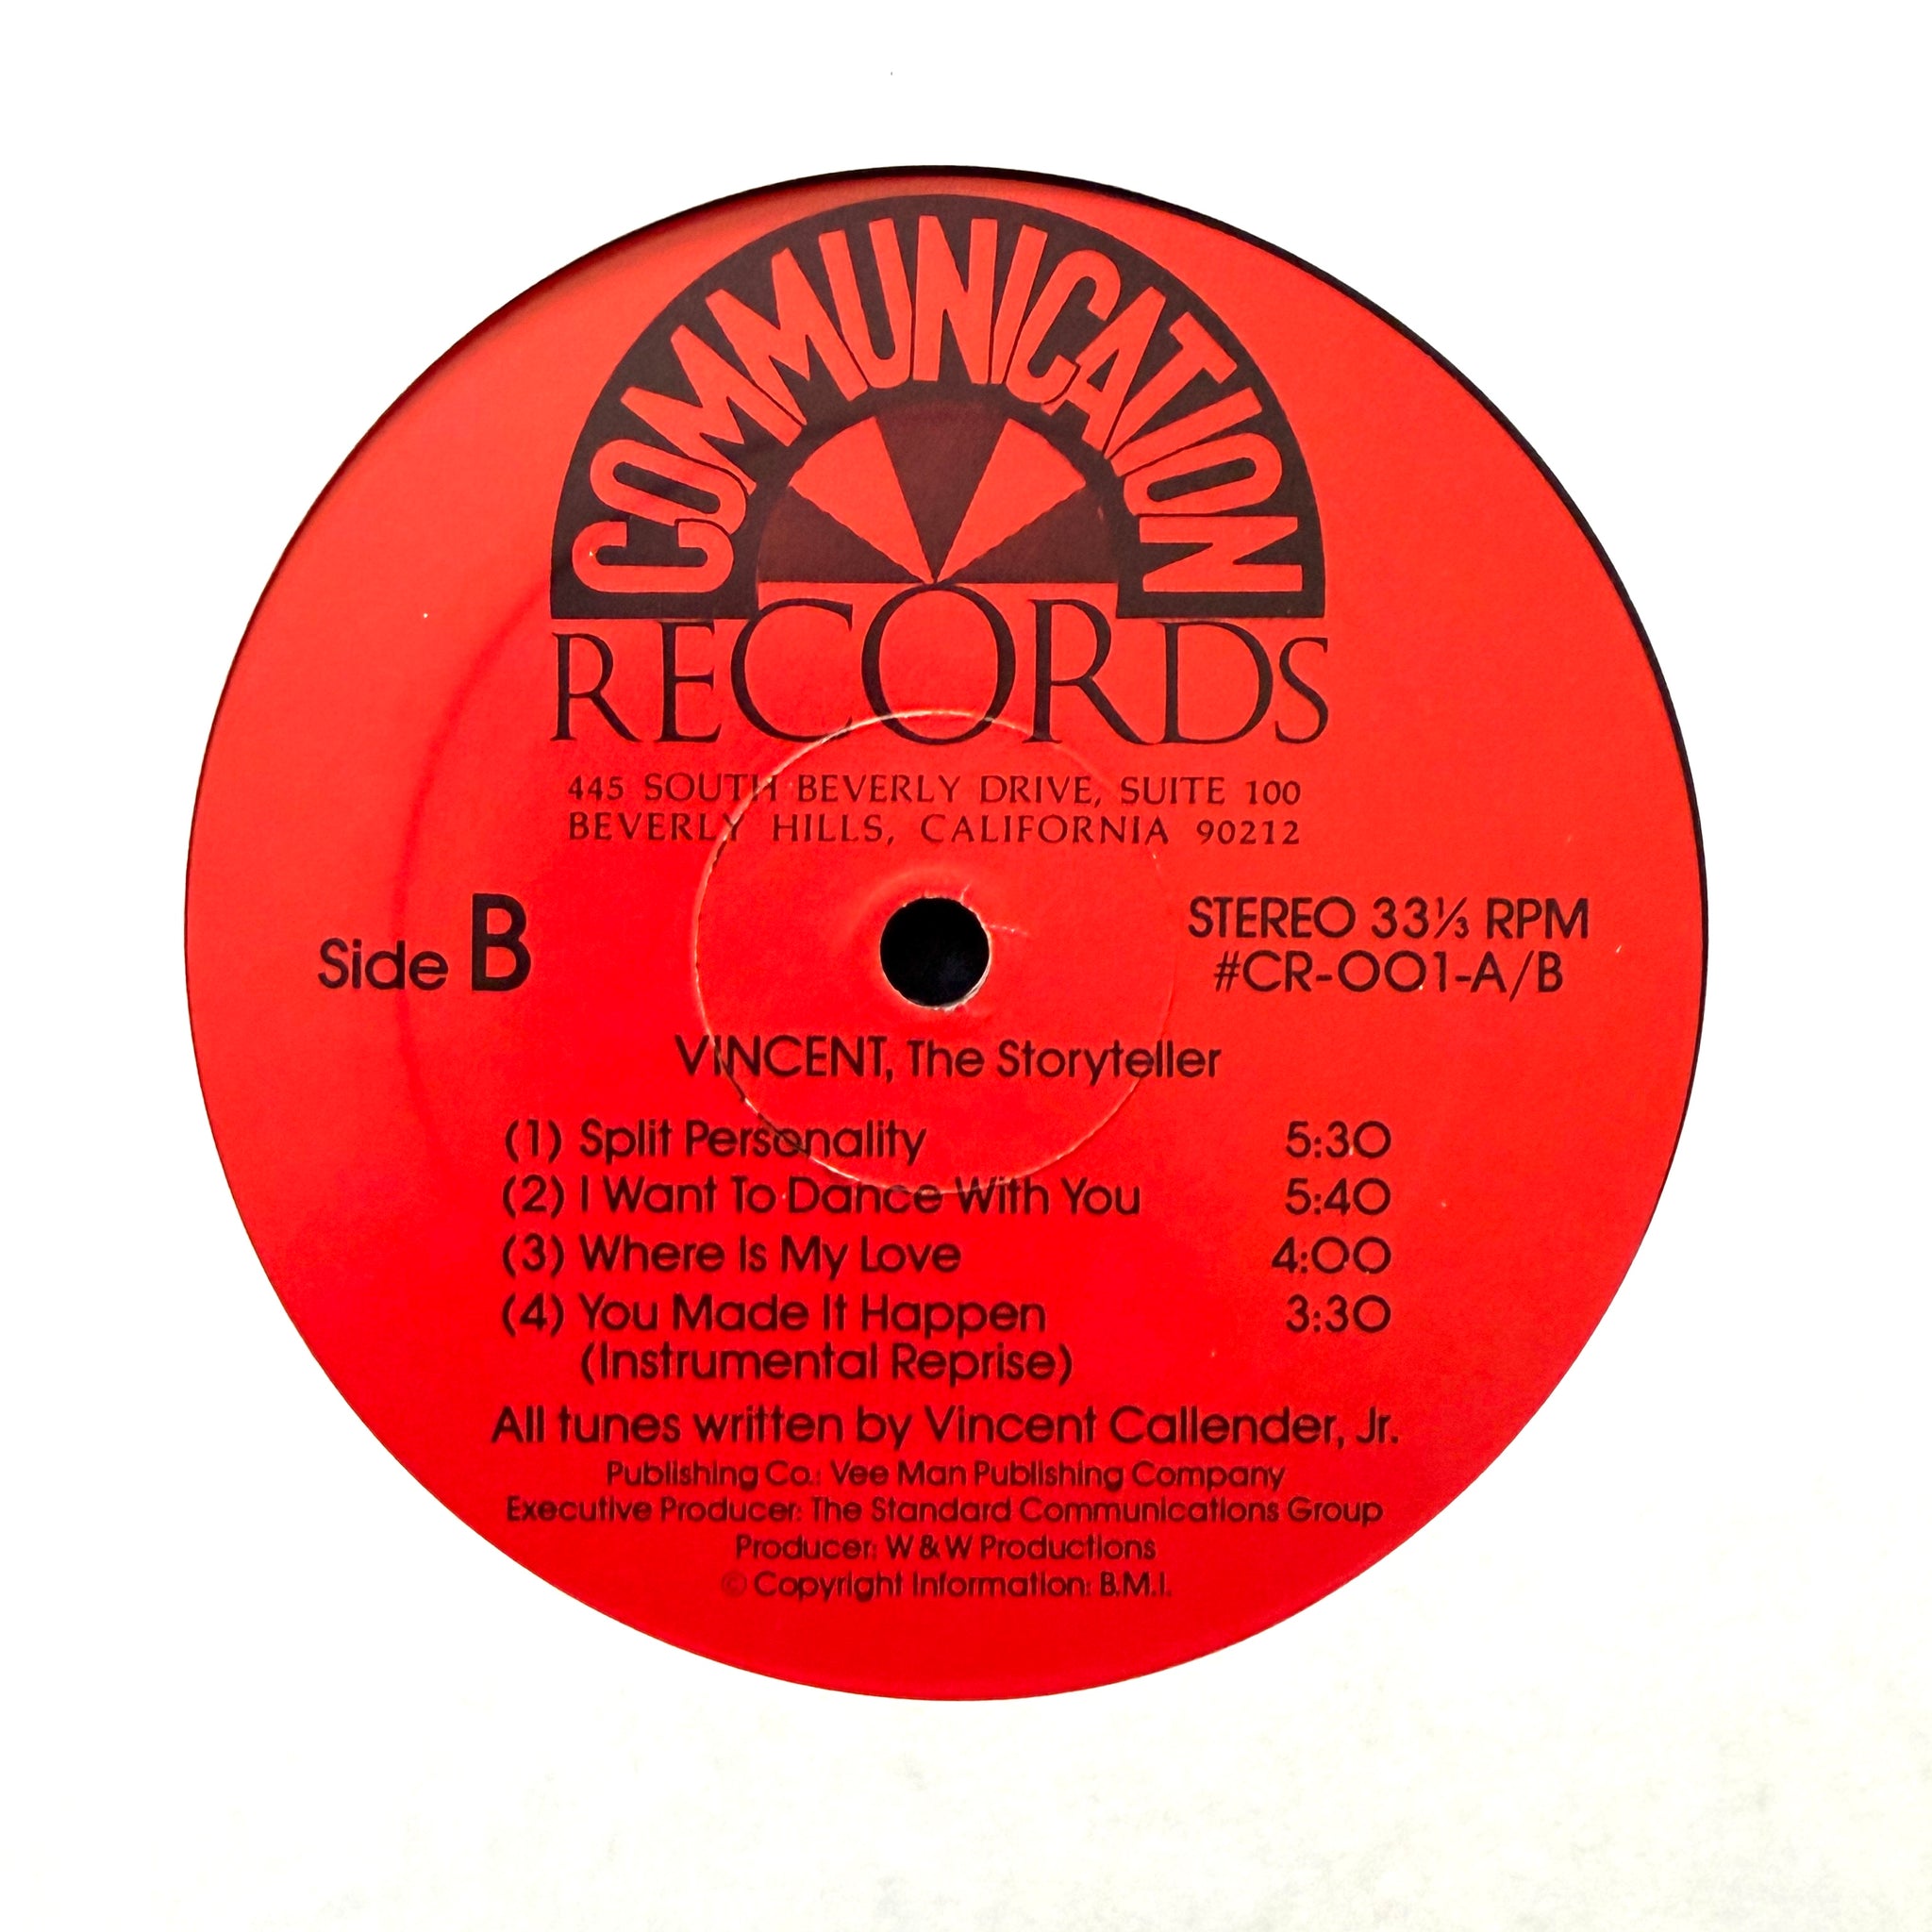 COMMUNICATION
RECORDS
445 SOUTH BEVERLY DRIVE, SUITE 100
BEVERLY HILLS, CALIFORNIA 90212
Side B
STEREO 33⅓ RPM
#CR-001-A/B
VINCENT, The Storyteller
(1) Split Personality 5:30
(2) I Want To Dance With You 5:40
(3) Where Is My Love 4:00
(4) You Made It Happen 3:30
(Instrumental Reprise)
All tunes written by Vincent Callender, Jr.
Publishing Co.: Vee Man Publishing Company
Executive Producer: The Standard Communications Group
Producer: W & W Productions
© Copyright Information: B.M.I.